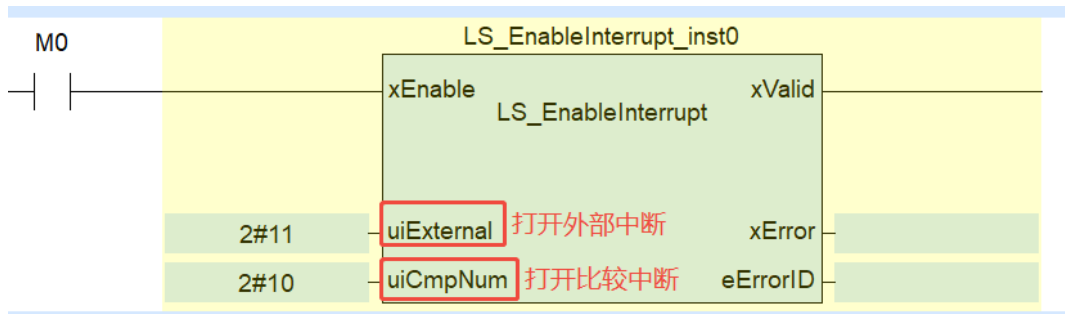 LS_EnableInterrupt_inst0
M0
xEnable
xValid
LS_EnableInterrupt
2#11
uiExternal
打开外部中断
xError
2#10
uiCmpNum
打开比较中断
eErrorID